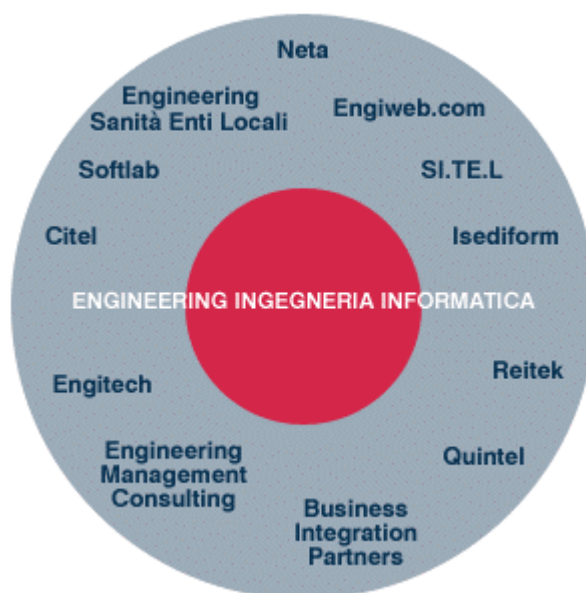 Neta
Engineering
Sanità Enti Locali
Engiweb.com
Softlab
SI.TE.L
Citel
Isediform
ENGINEERING INGEGNERIA INFORMATICA
Engitech
Reitek
Engineering
Management
Consulting
Quintel
Business
Integration
Partners